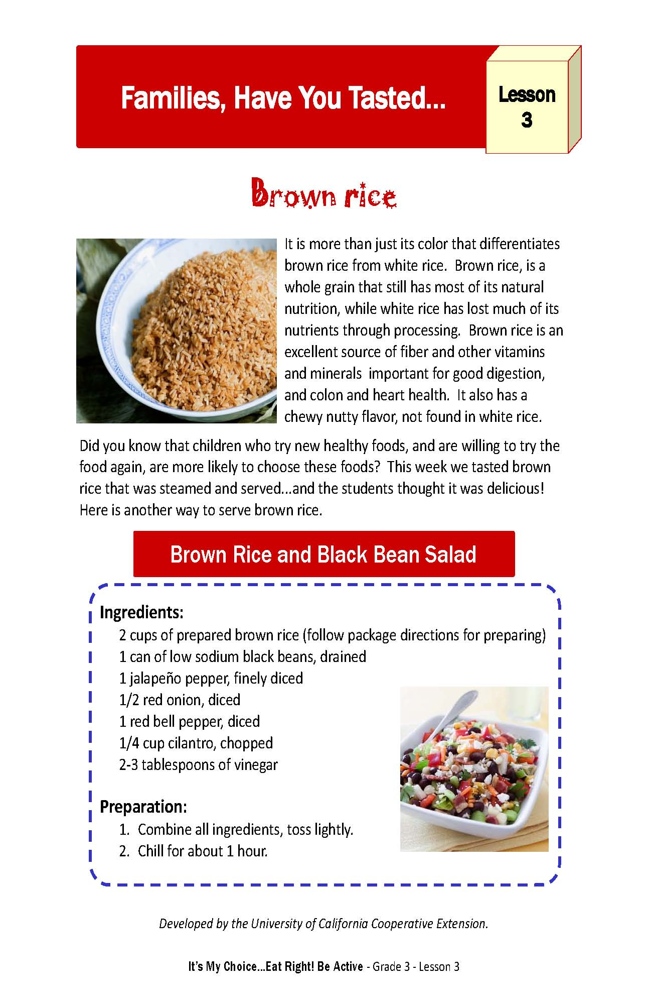 Families, Have You Tasted...
Lesson
3
Brown rice
It is more than just its color that differentiates
brown rice from white rice.  Brown rice, is a
whole grain that still has most of its natural
nutrition, while white rice has lost much of its
nutrients through processing.  Brown rice is an
excellent source of fiber and other vitamins
and minerals  important for good digestion,
and colon and heart health.  It also has a
chewy nutty flavor, not found in white rice.
Did you know that children who try new healthy foods, and are willing to try the
food again, are more likely to choose these foods?  This week we tasted brown
rice that was steamed and served...and the students thought it was delicious!
Here is another way to serve brown rice.
Brown Rice and Black Bean Salad
Ingredients:
2 cups of prepared brown rice (follow package directions for preparing)
1 can of low sodium black beans, drained
1 jalapeño pepper, finely diced
1/2 red onion, diced
1 red bell pepper, diced
1/4 cup cilantro, chopped
2-3 tablespoons of vinegar
Preparation:
1. Combine all ingredients, toss lightly.
2. Chill for about 1 hour.
Developed by the University of California Cooperative Extension.
It's My Choice...Eat Right! Be Active - Grade 3 - Lesson 3